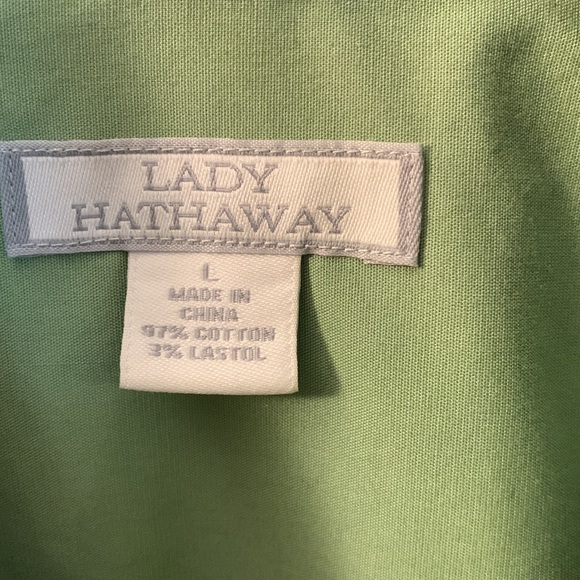 LADY
HATHAWAY
L
MADE IN
CHINA
97% COTTON
3% LASTOL